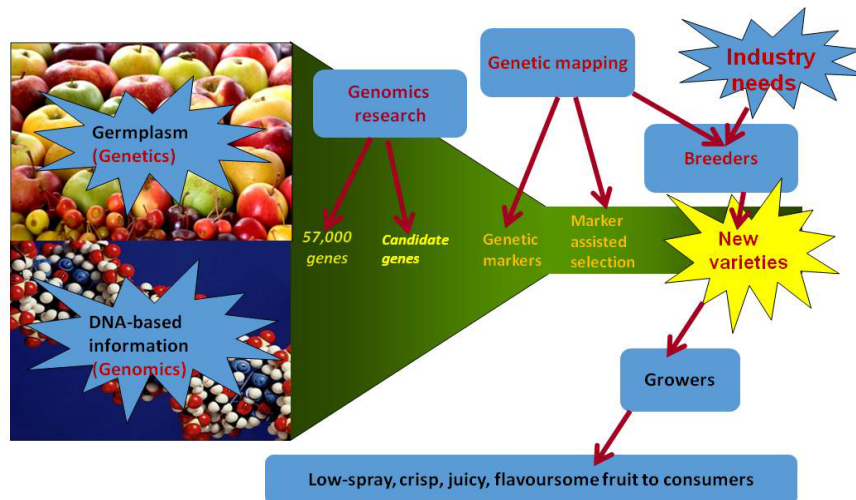 Germplasm
(Genetics)
DNA-based
information
(Genomics)
Genomics
research
57,000
genes
Candidate
genes
Genetic mapping
Genetic
markers
Marker
assisted
selection
Industry
needs
Breeders
New
varieties
Growers
Low-spray, crisp, juicy, flavoursome fruit to consumers